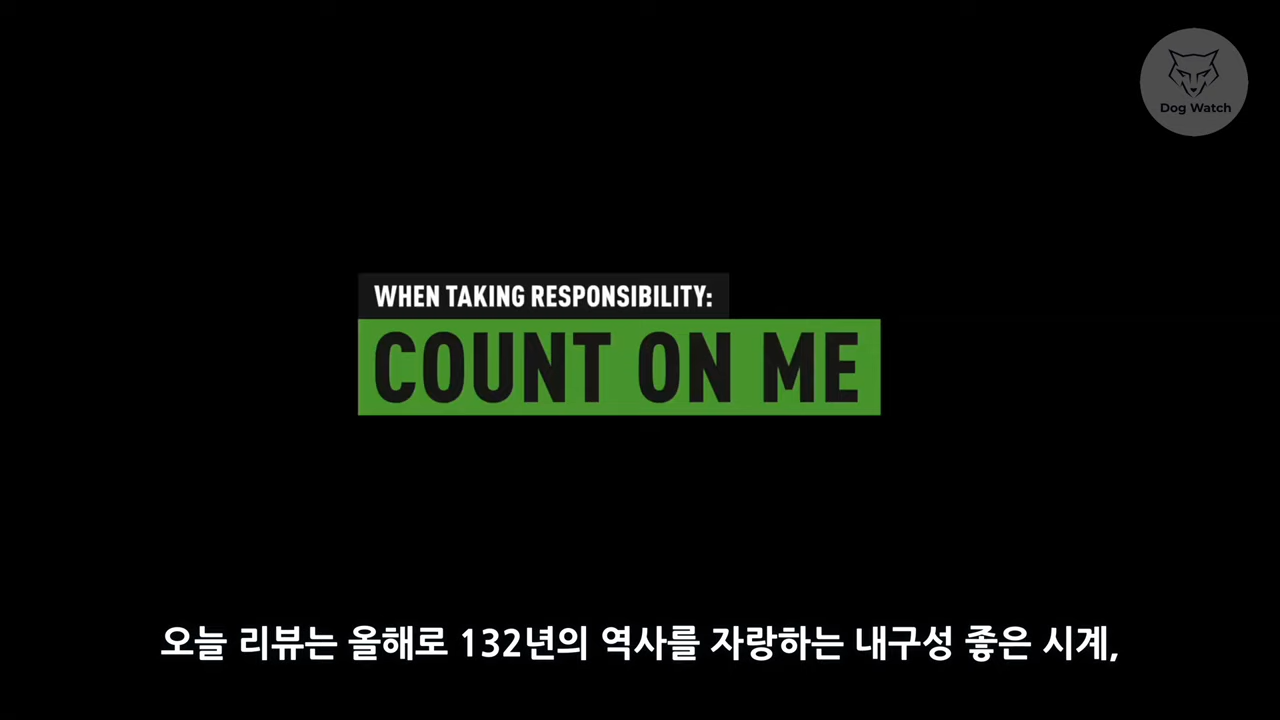 Dog Watch
WHEN TAKING RESPONSIBILITY:
COUNT ON ME
오늘 리뷰는 올해로 132년의 역사를 자랑하는 내구성 좋은 시계,